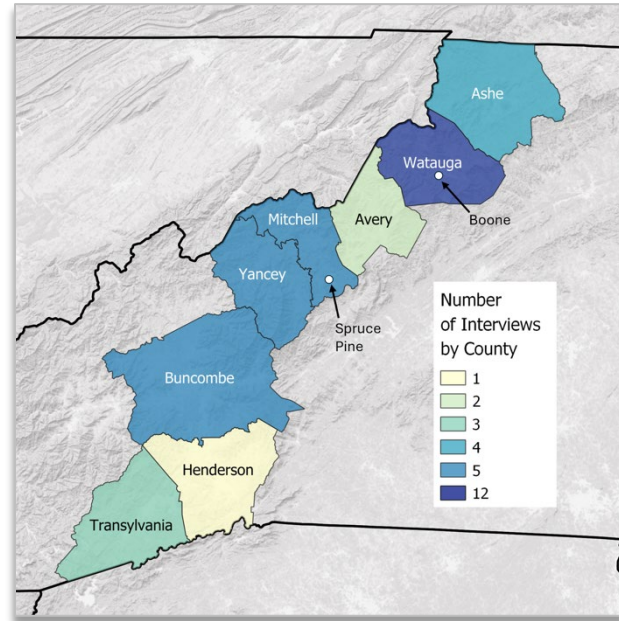 Ashe
Watauga
Boone
Avery
Mitchell
Yancey
Spruce
Pine
Buncombe
Henderson
Transylvania
Number
of Interviews
by County
1
2
3
4
5
12